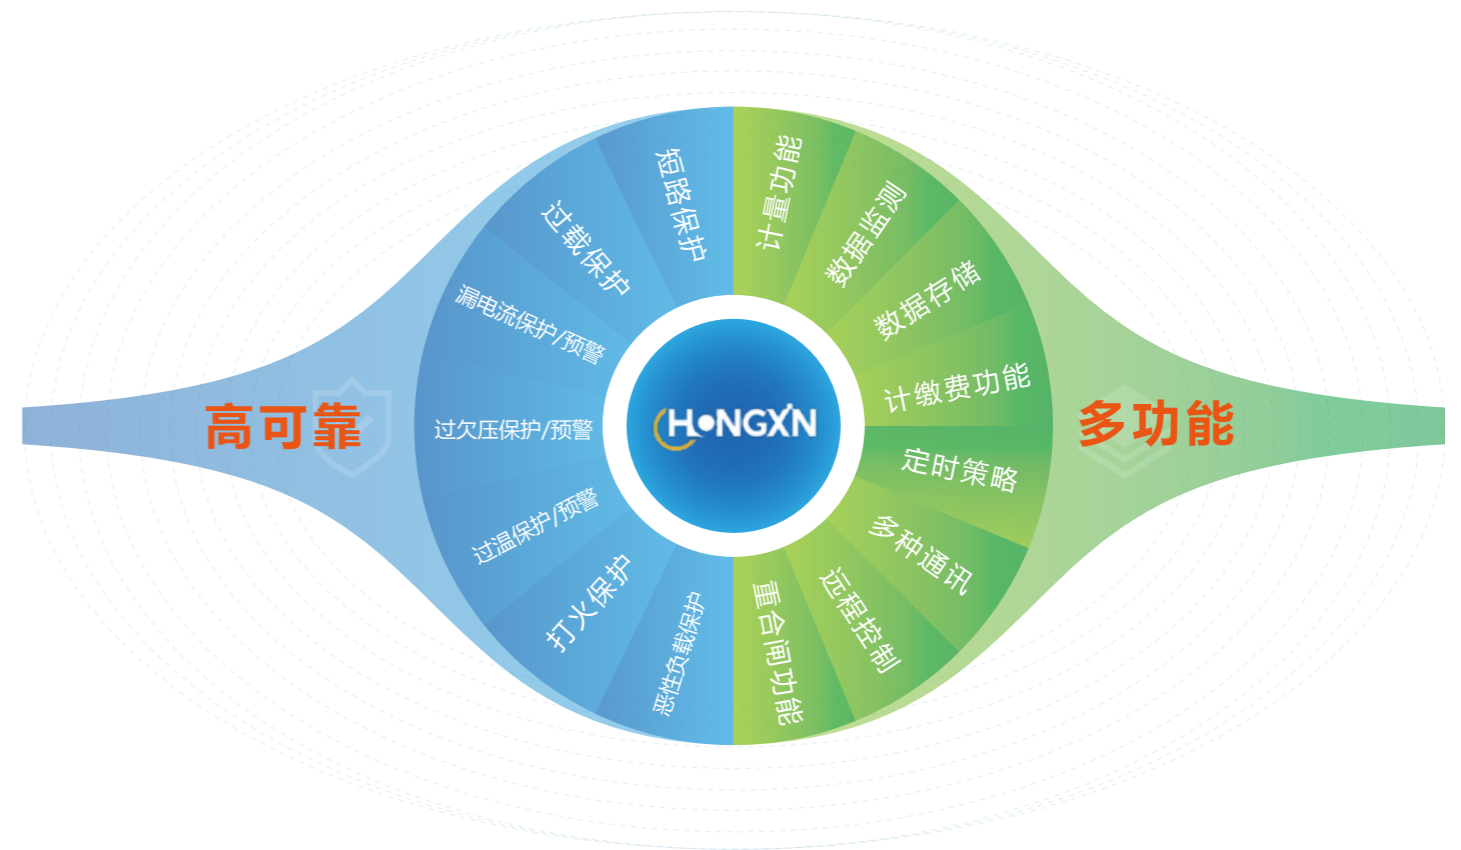 高可靠
短路保护
过载保护
漏电流保护/预警
过欠压保护/预警
过温保护/预警
打火保护
恶性负载保护
HONGXIN
计量功能
数据监测
数据存储
计缴费功能
定时策略
多种通讯
远程控制
重合闸功能
多功能